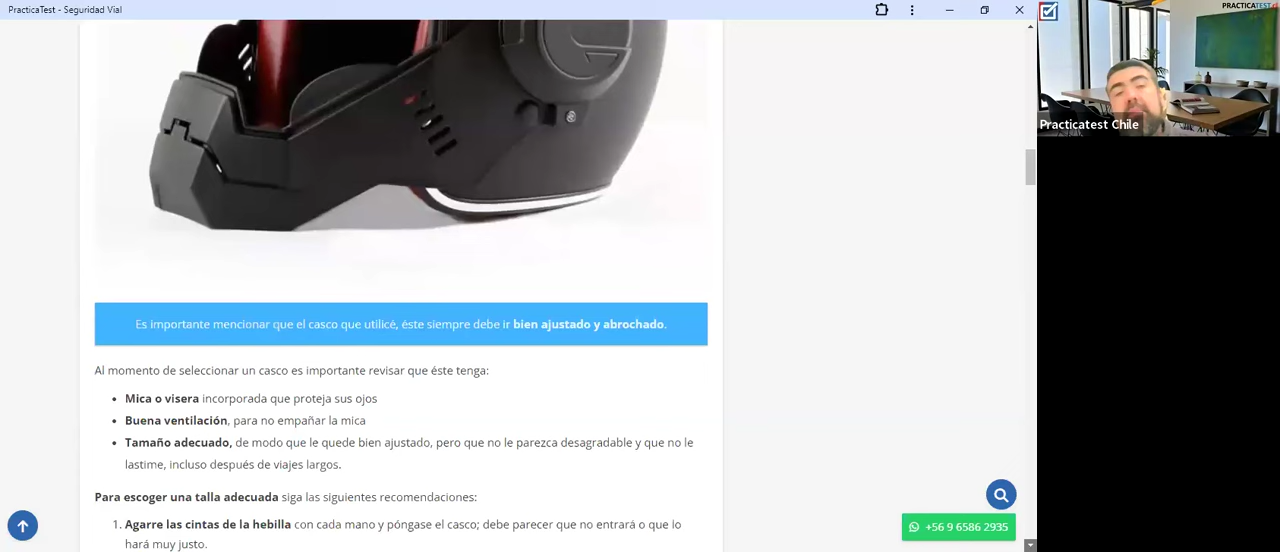 PracticaTest - Seguridad Vial
PRACTICATEST
Practicatest Chile
Es importante mencionar que el casco que utilicé, éste siempre debe ir bien ajustado y abrochado.
Al momento de seleccionar un casco es importante revisar que éste tenga:
• Mica o visera incorporada que proteja sus ojos
• Buena ventilación, para no empañar la mica
• Tamaño adecuado, de modo que le quede bien ajustado, pero que no le parezca desagradable y que no le
lastime, incluso después de viajes largos.
Para escoger una talla adecuada siga las siguientes recomendaciones:
1. Agarre las cintas de la hebilla con cada mano y póngase el casco; debe parecer que no entrará o que lo
hará muy justo.
+56 9 6586 2935